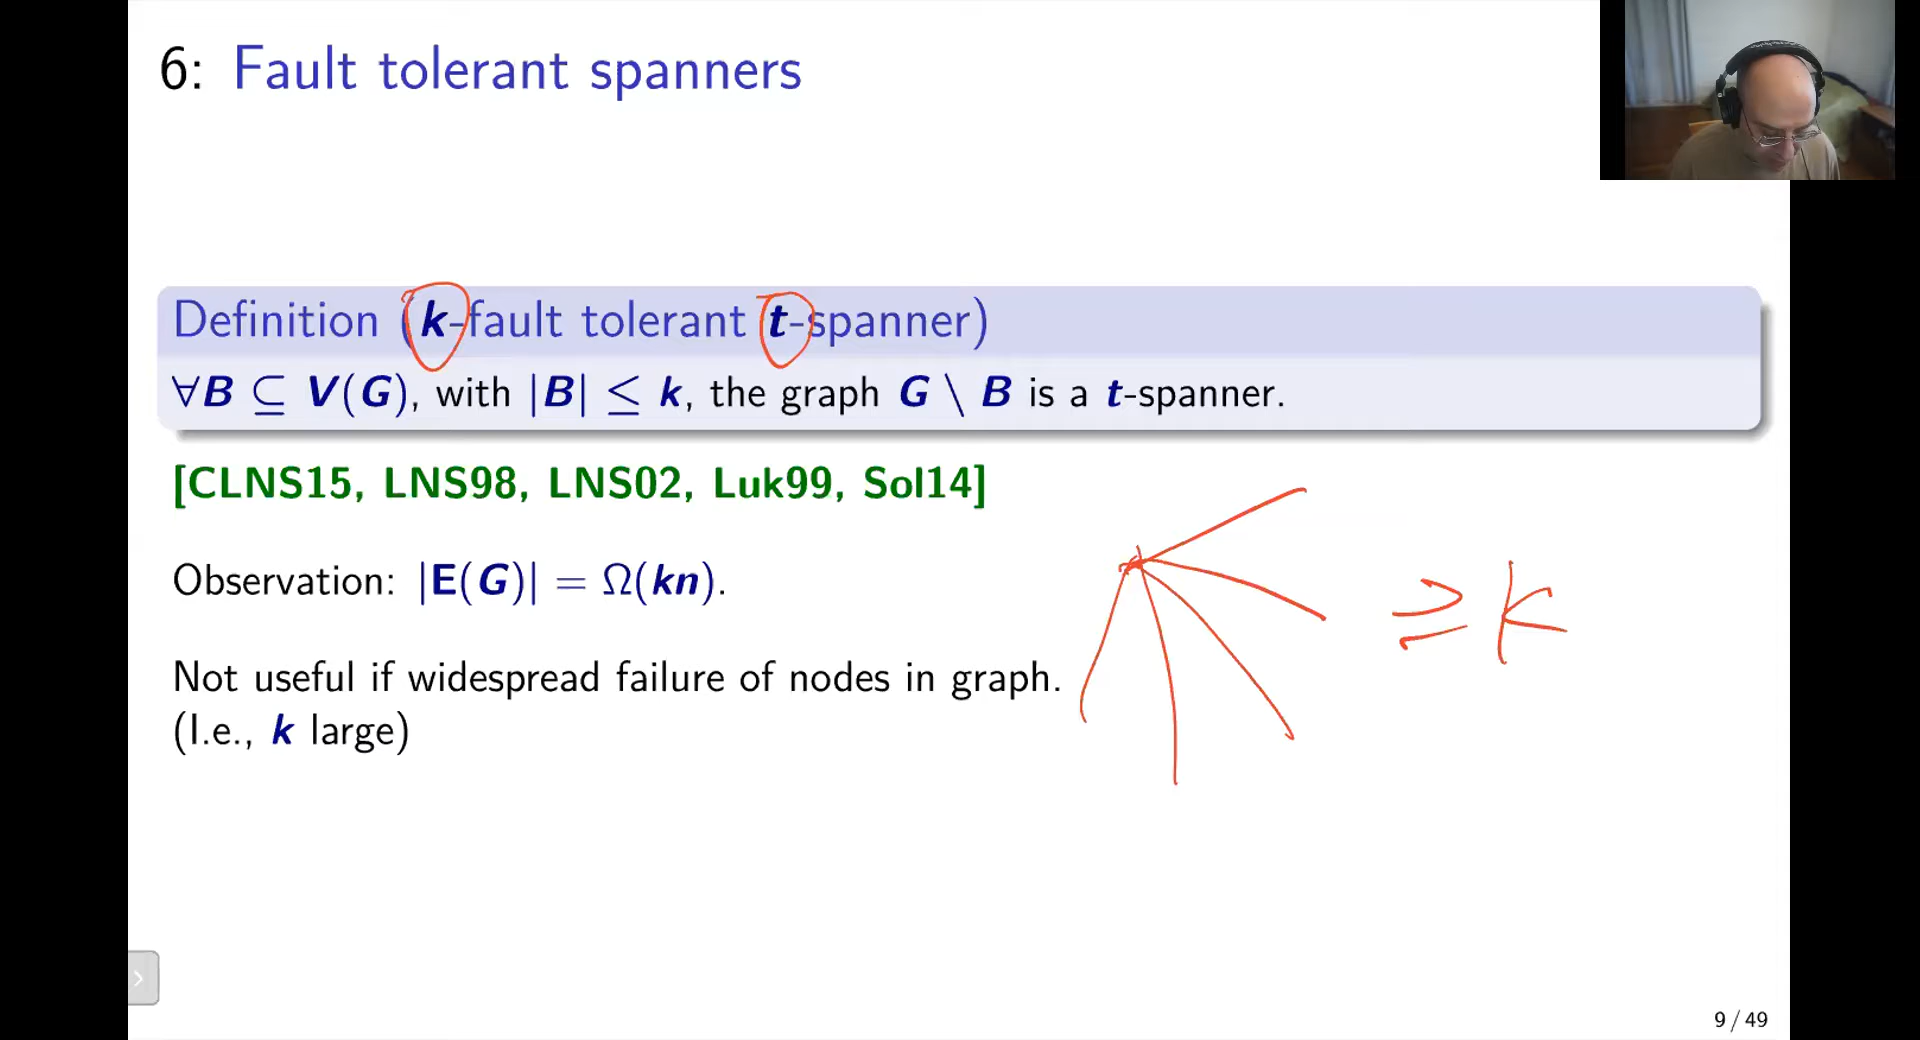 6: Fault tolerant spanners
Definition (k-fault tolerant t-spanner)
∀B ⊆ V(G), with |B| ≤ k, the graph G \ B is a t-spanner.
[CLNS15, LNS98, LNS02, Luk99, Sol14]
Observation: |E(G)| = Ω(kn).
≥ k
Not useful if widespread failure of nodes in graph.
(I.e., k large)
9 / 49